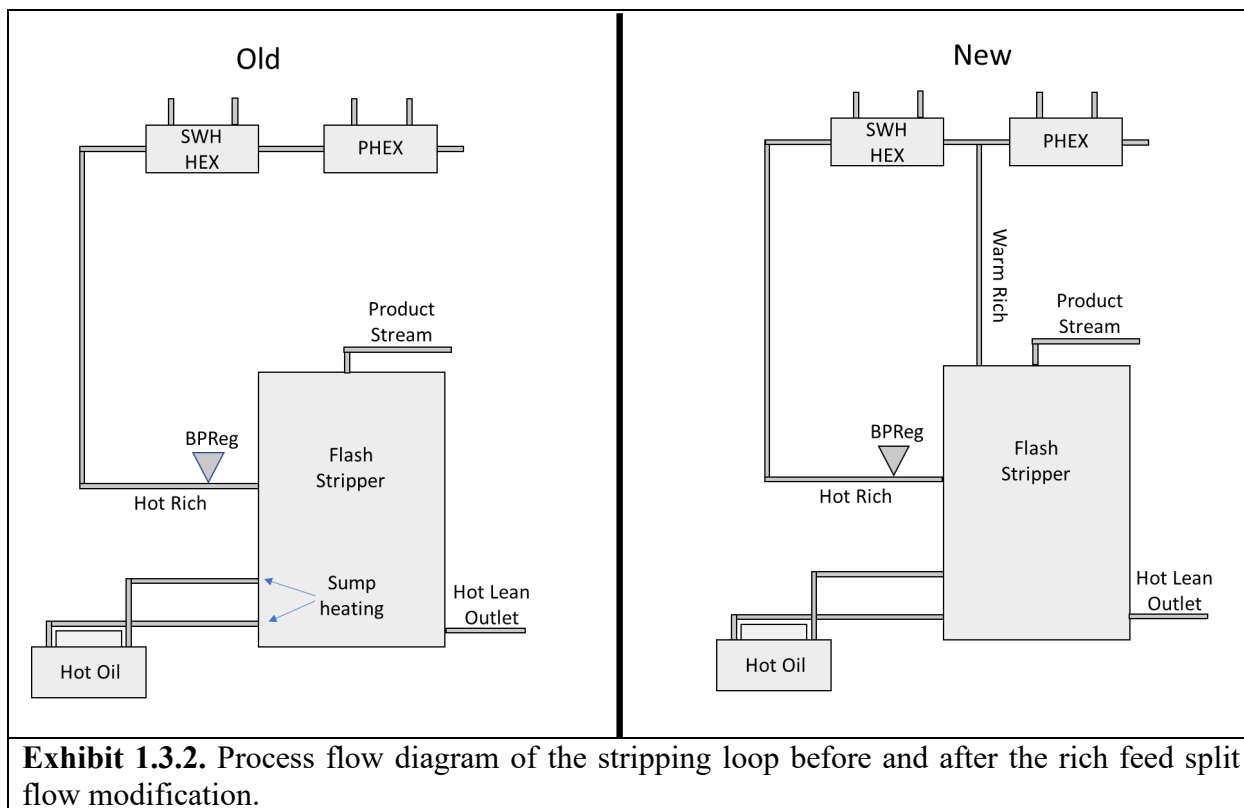 Old
SWH
HEX
PHEX
Product
Stream
BPReg
Flash
Stripper
Hot Rich
Sump
heating
Hot Lean
Outlet
Hot Oil
New
SWH
HEX
PHEX
Warm Rich
Product
Stream
BPReg
Flash
Stripper
Hot Rich
Hot Lean
Outlet
Hot Oil
Exhibit 1.3.2. Process flow diagram of the stripping loop before and after the rich feed split
flow modification.